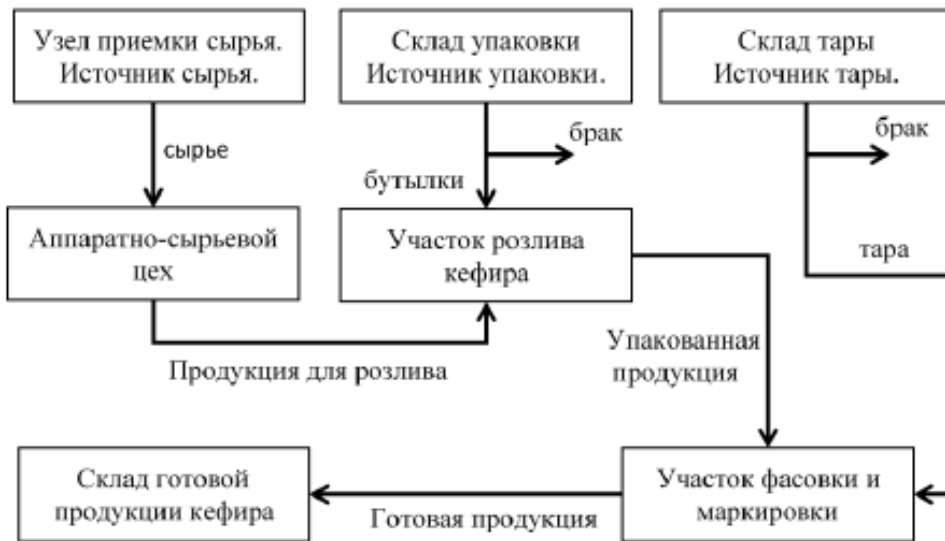 Узел приемки сырья.
Источник сырья.
Склад упаковки
Источник упаковки.
Склад тары
Источник тары.
сырье
брак
брак
бутылки
Аппаратно-сырьевой
цех
Участок розлива
кефира
тара
Продукция для розлива
Упакованная
продукция
Склад готовой
продукции кефира
Готовая продукция
Участок фасовки и
маркировки